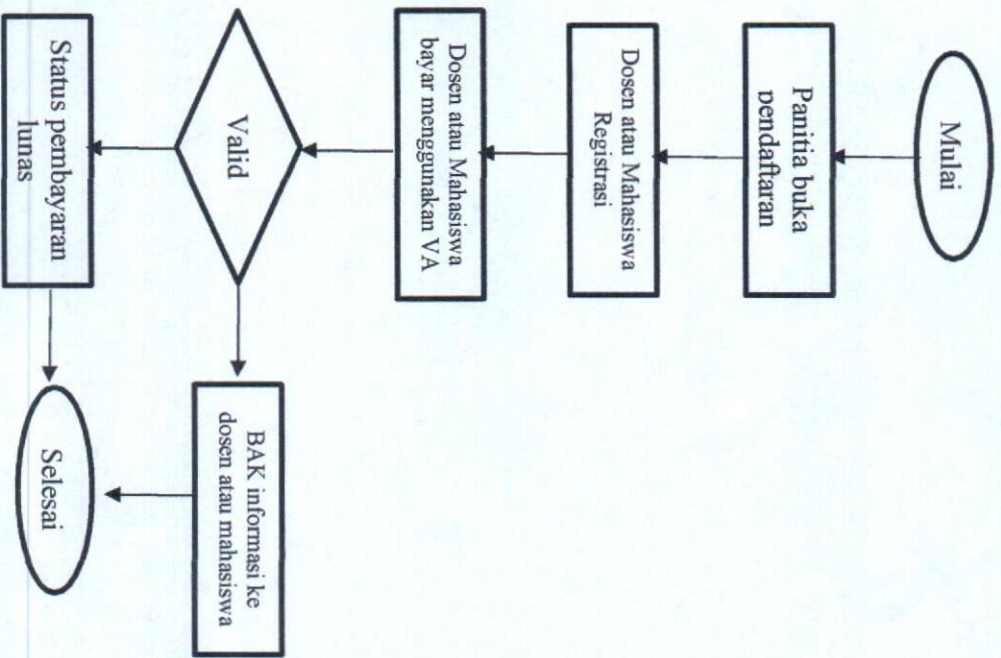 Mulai
Panitia buka
pendaftaran
Dosen atau Mahasiswa
Registrasi
Dosen atau Mahasiswa
bayar menggunakan VA
Valid
BAK informasi ke
dosen atau mahasiswa
Status pembayaran
lunas
Selesai